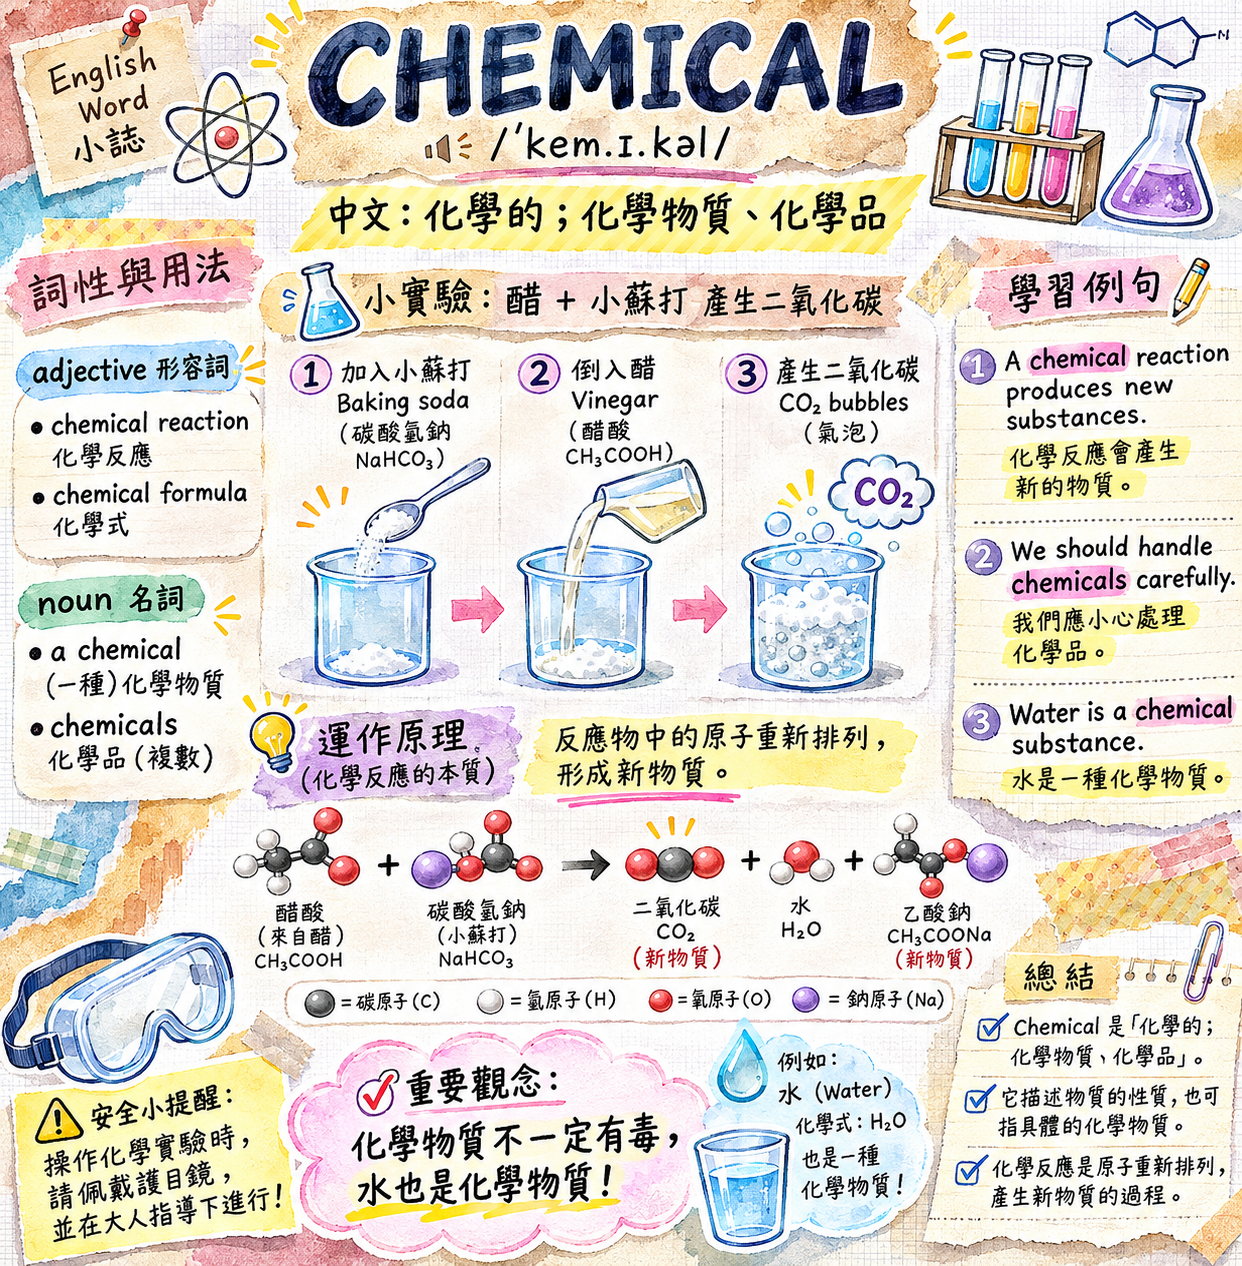 English
Word
小誌
CHEMICAL
/ˈkem.ɪ.kəl/
中文：化學的；化學物質、化學品
N
詞性與用法
adjective 形容詞
• chemical reaction
化學反應
• chemical formula
化學式
noun 名詞
• a chemical
(一種)化學物質
• chemicals
化學品(複數)
小實驗：醋 + 小蘇打 產生二氧化碳
1 加入小蘇打
Baking soda
(碳酸氫鈉
NaHCO₃)
2 倒入醋
Vinegar
(醋酸
CH₃COOH)
3 產生二氧化碳
CO₂ bubbles
(氣泡)
CO₂
運作原理
(化學反應的本質)
反應物中的原子重新排列，
形成新物質。
+
+
+
醋酸
(來自醋)
CH₃COOH
碳酸氫鈉
(小蘇打)
NaHCO₃
二氧化碳
CO₂
(新物質)
水
H₂O
乙酸鈉
CH₃COONa
(新物質)
=碳原子(C)
=氫原子(H)
=氧原子(O)
=鈉原子(Na)
學習例句
1 A chemical reaction
produces new
substances.
化學反應會產生
新的物質。
2 We should handle
chemicals carefully.
我們應小心處理
化學品。
3 Water is a chemical
substance.
水是一種化學物質。
安全小提醒：
操作化學實驗時，
請佩戴護目鏡，
並在大人指導下進行！
重要觀念：
化學物質不一定有毒，
水也是化學物質！
例如：
水 (Water)
化學式：H₂O
也是一種
化學物質！
總結
Chemical 是「化學的；
化學物質、化學品」。
它描述物質的性質，也可
指具體的化學物質。
化學反應是原子重新排列，
產生新物質的過程。